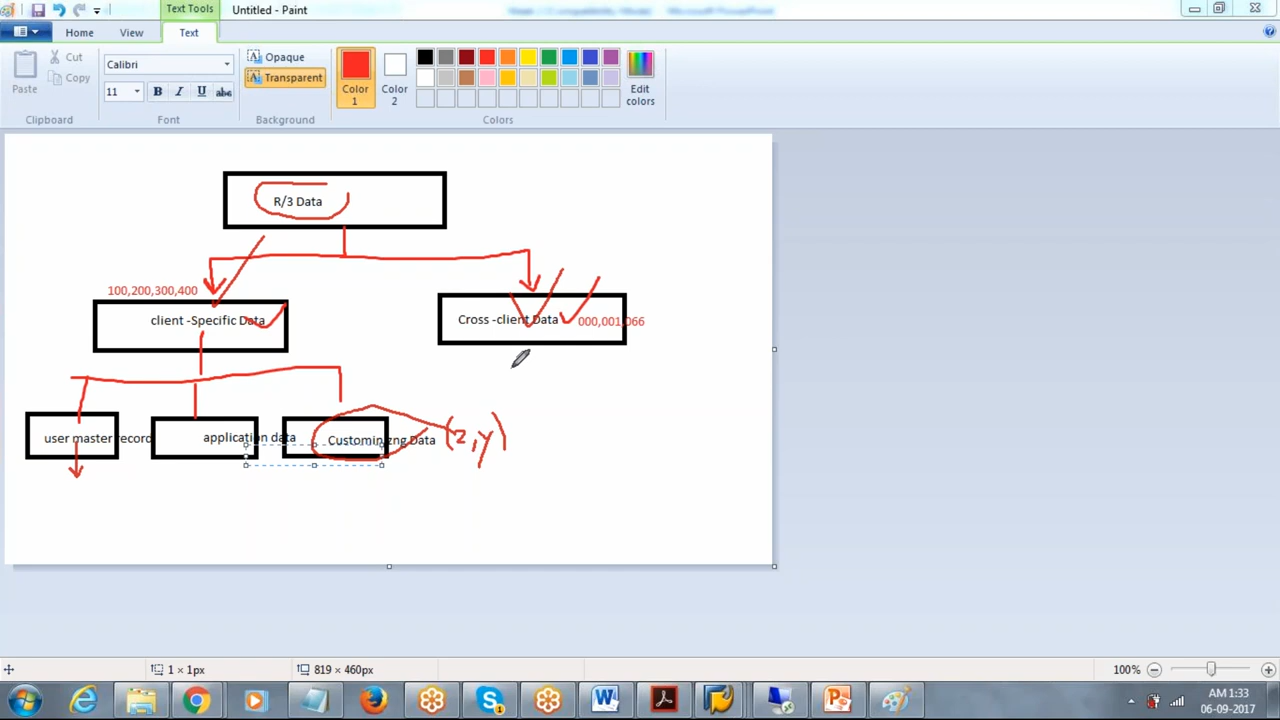 Text Tools
Untitled - Paint
Home
View
Text
Paste
Cut
Copy
Clipboard
Calibri
11
B I U abc
Font
Opaque
Transparent
Background
Color 1
Color 2
Edit colors
Colors
R/3 Data
100,200,300,400
client -Specific Data
Cross -client Data
000,001,066
user master record
application data
Custominizng Data
(z,y)
1 × 1px
819 × 460px
100%
AM 1:33
06-09-2017